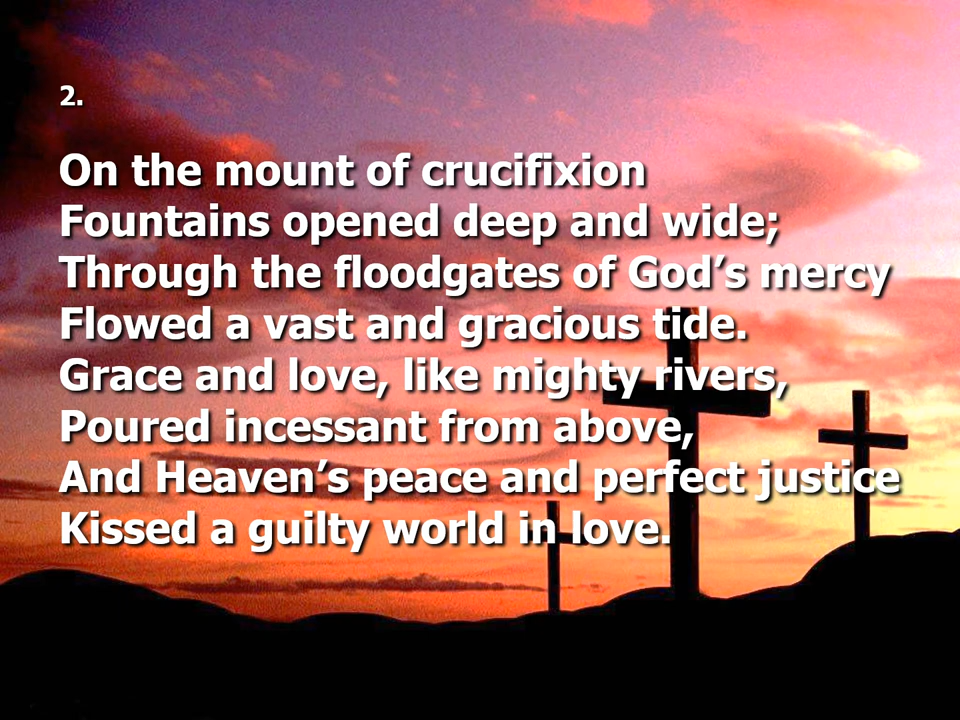 2.
On the mount of crucifixion
Fountains opened deep and wide;
Through the floodgates of God’s mercy
Flowed a vast and gracious tide.
Grace and love, like mighty rivers,
Poured incessant from above,
And Heaven’s peace and perfect justice
Kissed a guilty world in love.